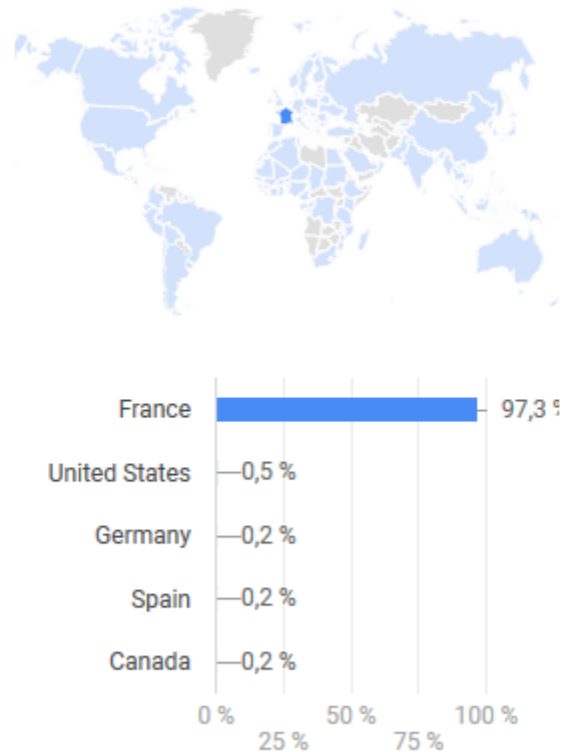 France 97,3 %
United States 0,5 %
Germany 0,2 %
Spain 0,2 %
Canada 0,2 %
0 % 50 % 100 %
25 % 75 %